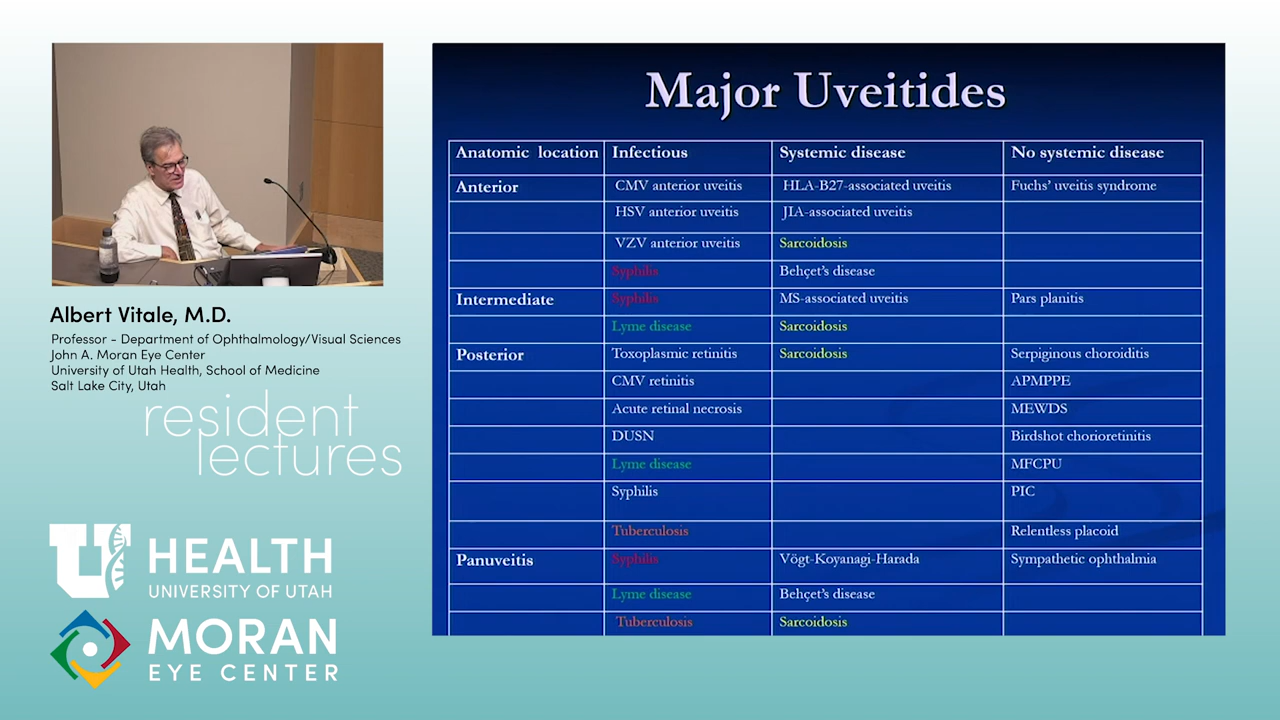 Major Uveitides
Anatomic location Infectious Systemic disease No systemic disease
Anterior CMV anterior uveitis HLA-B27-associated uveitis Fuchs' uveitis syndrome
HSV anterior uveitis JIA-associated uveitis
VZV anterior uveitis Sarcoidosis
Syphilis Behçet's disease
Intermediate Syphilis MS-associated uveitis Pars planitis
Lyme disease Sarcoidosis
Posterior Toxoplasmic retinitis Sarcoidosis Serpiginous choroiditis
CMV retinitis APMPPE
Acute retinal necrosis MEWDS
DUSN Birdshot chorioretinitis
Lyme disease MFCPU
Syphilis PIC
Tuberculosis Relentless placoid
Panuveitis Syphilis Vögt-Koyanagi-Harada Sympathetic ophthalmia
Lyme disease Behçet's disease
Tuberculosis Sarcoidosis
Albert Vitale, M.D.
Professor - Department of Ophthalmology/Visual Sciences
John A. Moran Eye Center
University of Utah Health, School of Medicine
Salt Lake City, Utah
resident
lectures
U HEALTH
UNIVERSITY OF UTAH
MORAN
EYE CENTER